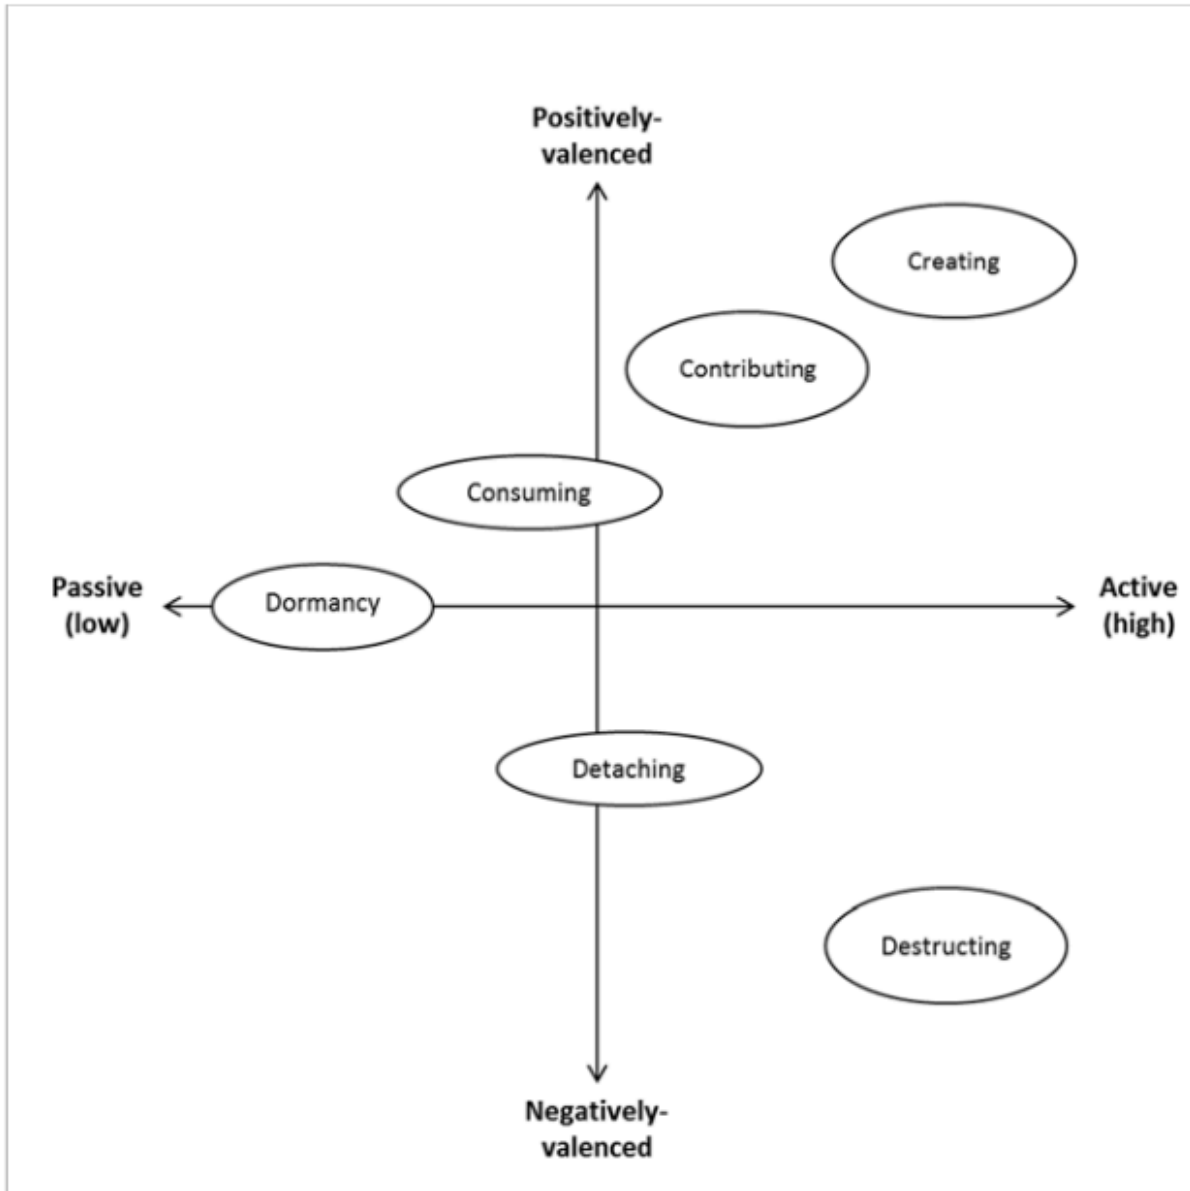 Positively-
valenced
Creating
Contributing
Consuming
Passive
(low)
Dormancy
Active
(high)
Detaching
Destructing
Negatively-
valenced